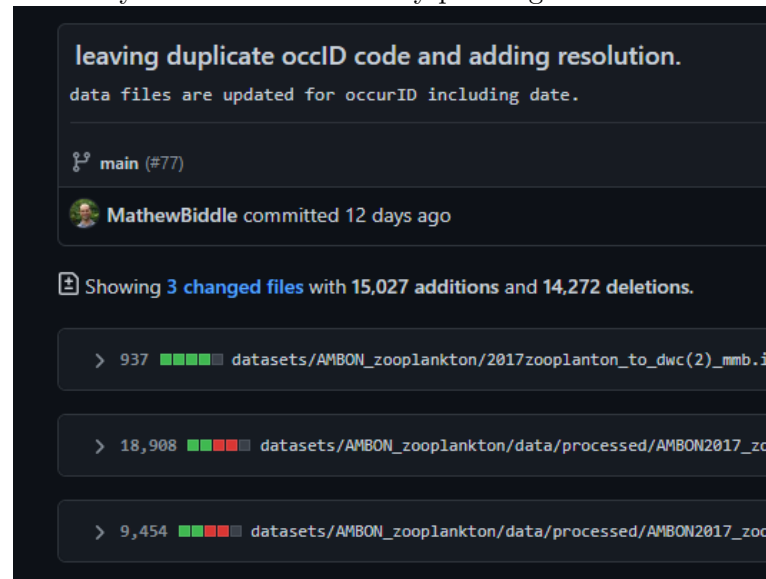 leaving duplicate occID code and adding resolution.
data files are updated for occurID including date.
main (#77)
MathewBiddle committed 12 days ago
Showing 3 changed files with 15,027 additions and 14,272 deletions.
937 datasets/AMBON_zooplankton/2017zooplanton_to_dwc(2)_mmb.i
18,908 datasets/AMBON_zooplankton/data/processed/AMBON2017_zo
9,454 datasets/AMBON_zooplankton/data/processed/AMBON2017_zoo